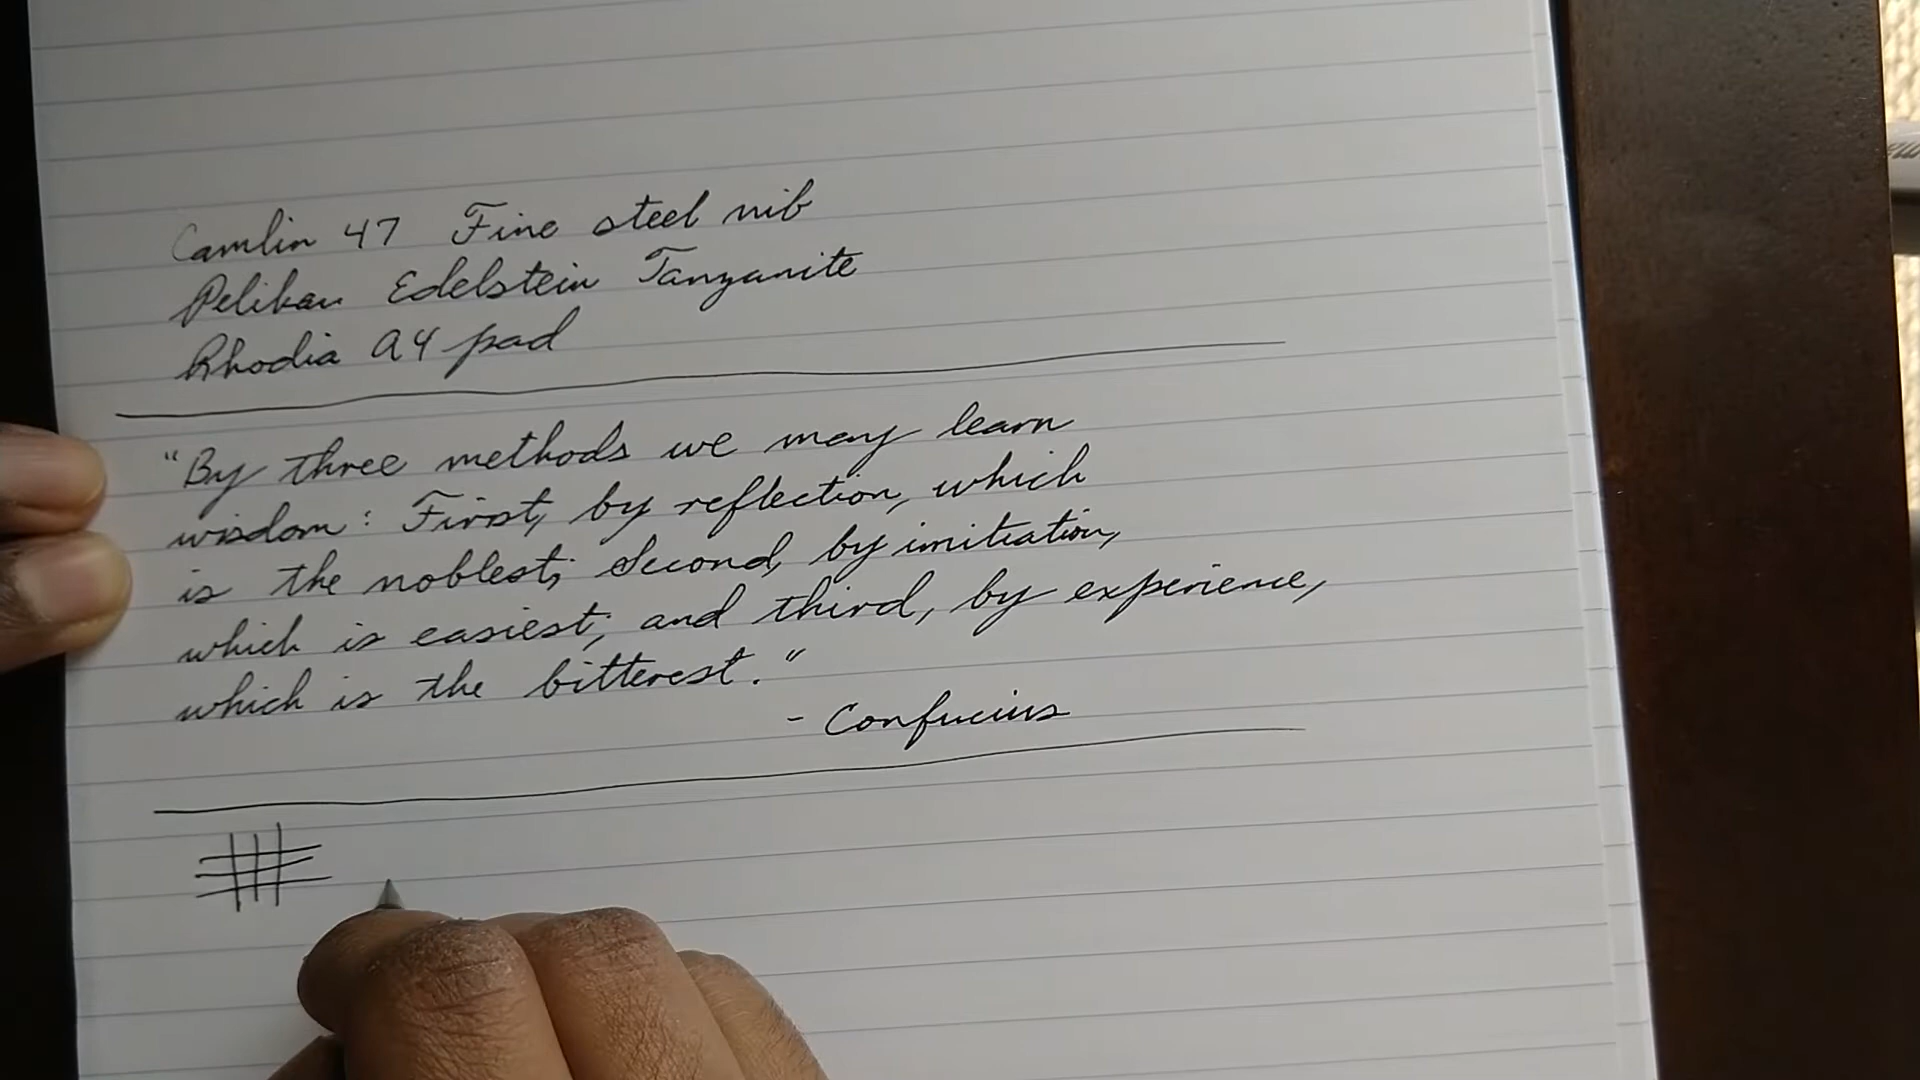 Camlin 47 Fine steel nib
Pelikan Edelstein Tanzanite
Rhodia A4 pad
"By three methods we may learn
wisdom: First, by reflection, which
is the noblest; Second, by imitation,
which is easiest; and third, by experience,
which is the bitterest."
- Confucius